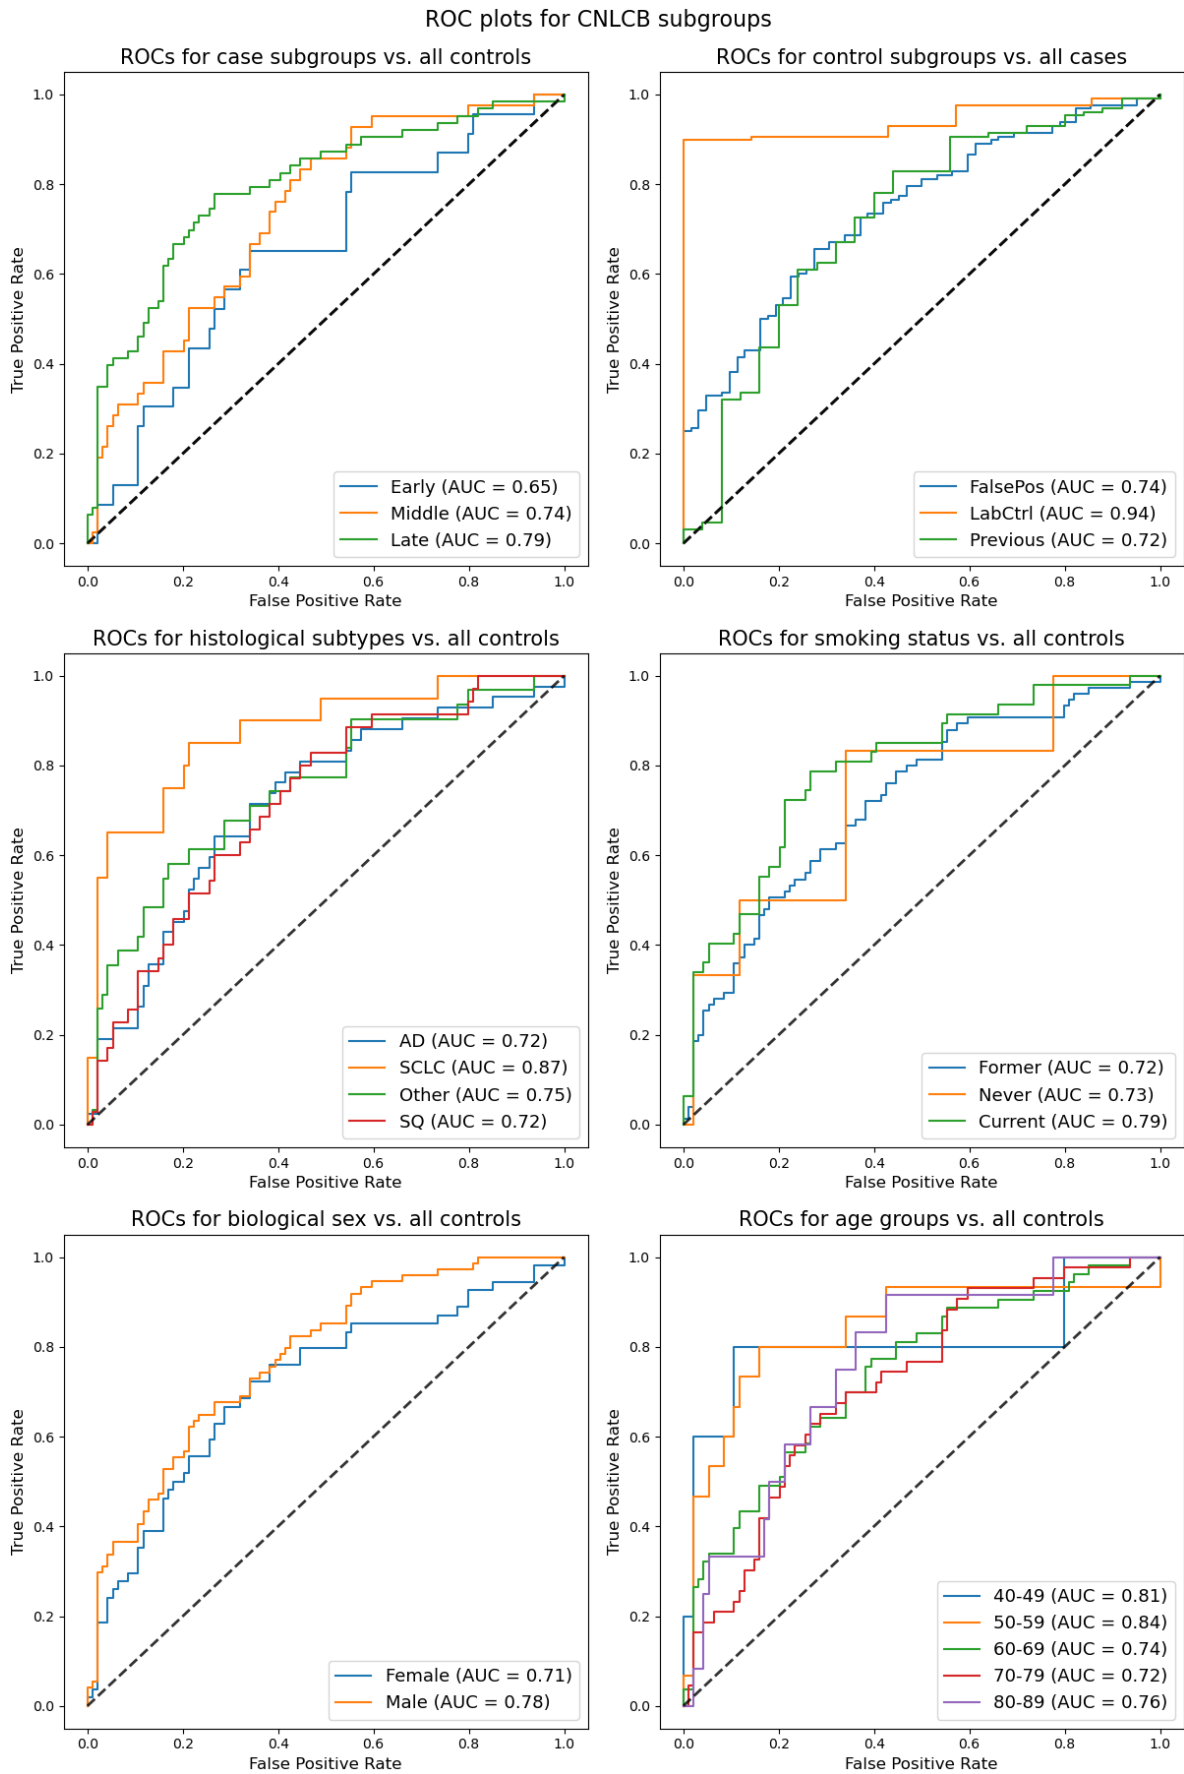 ROC plots for CNLCB subgroups
ROCs for case subgroups vs. all controls
True Positive Rate
1.0
0.8
0.6
0.4
0.2
0.0
Early (AUC = 0.65)
Middle (AUC = 0.74)
Late (AUC = 0.79)
0.0 0.2 0.4 0.6 0.8 1.0
False Positive Rate
ROCs for control subgroups vs. all cases
True Positive Rate
1.0
0.8
0.6
0.4
0.2
0.0
FalsePos (AUC = 0.74)
LabCtrl (AUC = 0.94)
Previous (AUC = 0.72)
0.0 0.2 0.4 0.6 0.8 1.0
False Positive Rate
ROCs for histological subtypes vs. all controls
True Positive Rate
1.0
0.8
0.6
0.4
0.2
0.0
AD (AUC = 0.72)
SCLC (AUC = 0.87)
Other (AUC = 0.75)
SQ (AUC = 0.72)
0.0 0.2 0.4 0.6 0.8 1.0
False Positive Rate
ROCs for smoking status vs. all controls
True Positive Rate
1.0
0.8
0.6
0.4
0.2
0.0
Former (AUC = 0.72)
Never (AUC = 0.73)
Current (AUC = 0.79)
0.0 0.2 0.4 0.6 0.8 1.0
False Positive Rate
ROCs for biological sex vs. all controls
True Positive Rate
1.0
0.8
0.6
0.4
0.2
0.0
Female (AUC = 0.71)
Male (AUC = 0.78)
0.0 0.2 0.4 0.6 0.8 1.0
False Positive Rate
ROCs for age groups vs. all controls
True Positive Rate
1.0
0.8
0.6
0.4
0.2
0.0
40-49 (AUC = 0.81)
50-59 (AUC = 0.84)
60-69 (AUC = 0.74)
70-79 (AUC = 0.72)
80-89 (AUC = 0.76)
0.0 0.2 0.4 0.6 0.8 1.0
False Positive Rate